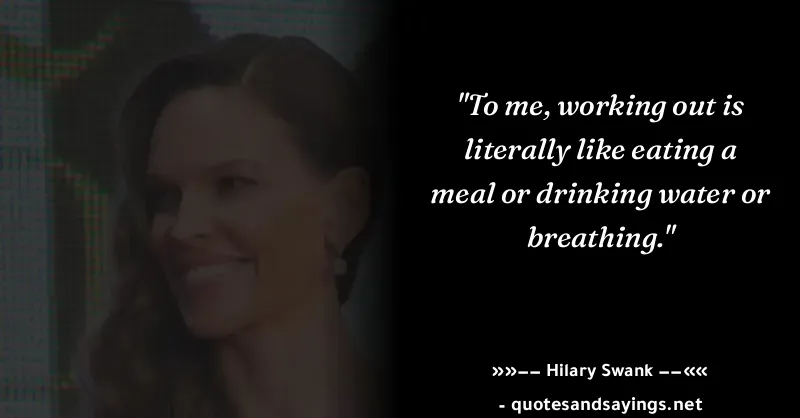 "To me, working out is
literally like eating a
meal or drinking water or
breathing."
»»−− Hilary Swank −−««
- quotesandsayings.net